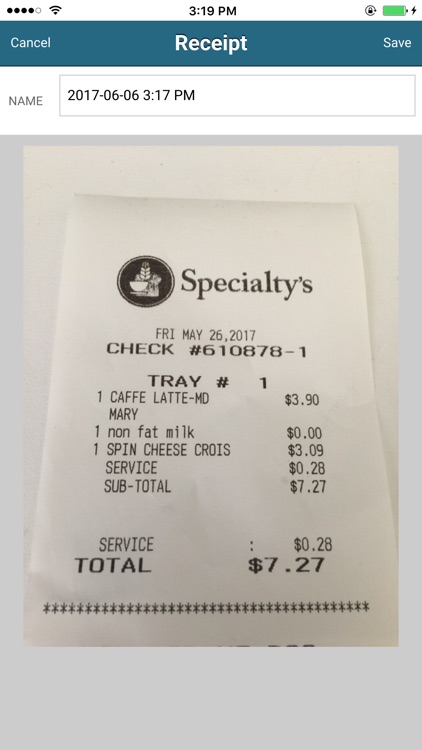 3:19 PM
Cancel Receipt Save
NAME 2017-06-06 3:17 PM
Specialty's
FRI MAY 26,2017
CHECK #610878-1
TRAY # 1
1 CAFFE LATTE-MD $3.90
MARY
1 non fat milk $0.00
1 SPIN CHEESE CROIS $3.09
SERVICE $0.28
SUB-TOTAL $7.27
SERVICE : $0.28
TOTAL $7.27
****************************************